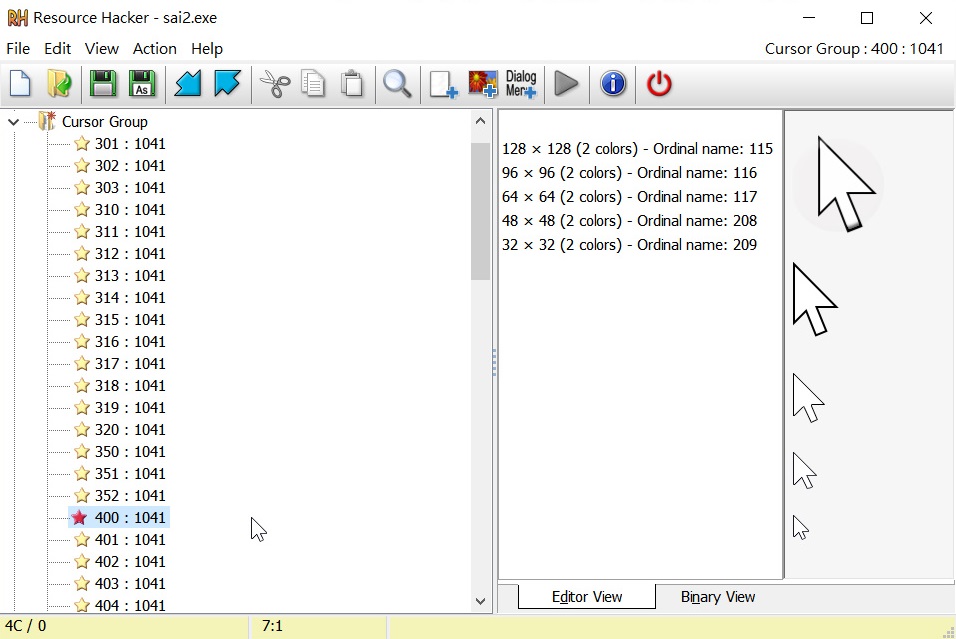 Resource Hacker - sai2.exe
File Edit View Action Help
Cursor Group : 400 : 1041
As
Dialog
Menu
Cursor Group
301 : 1041
302 : 1041
303 : 1041
310 : 1041
311 : 1041
312 : 1041
313 : 1041
314 : 1041
315 : 1041
316 : 1041
317 : 1041
318 : 1041
319 : 1041
320 : 1041
350 : 1041
351 : 1041
352 : 1041
400 : 1041
401 : 1041
402 : 1041
403 : 1041
404 : 1041
128 × 128 (2 colors) - Ordinal name: 115
96 × 96 (2 colors) - Ordinal name: 116
64 × 64 (2 colors) - Ordinal name: 117
48 × 48 (2 colors) - Ordinal name: 208
32 × 32 (2 colors) - Ordinal name: 209
Editor View
Binary View
4C / 0
7:1